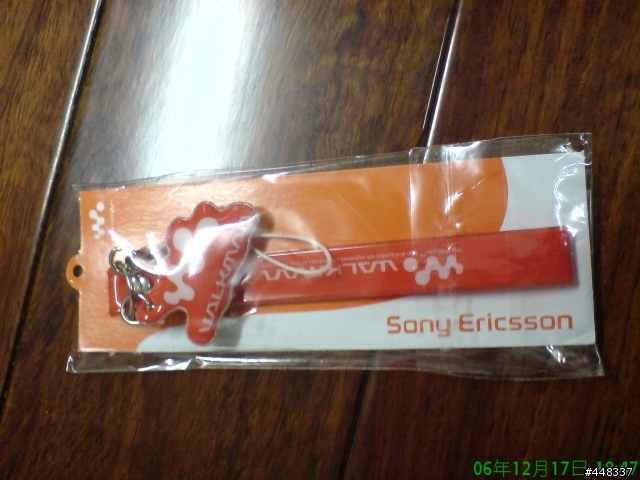 WALKMAN
WALKMAN
Sony Ericsson
06年12月17日
#448337